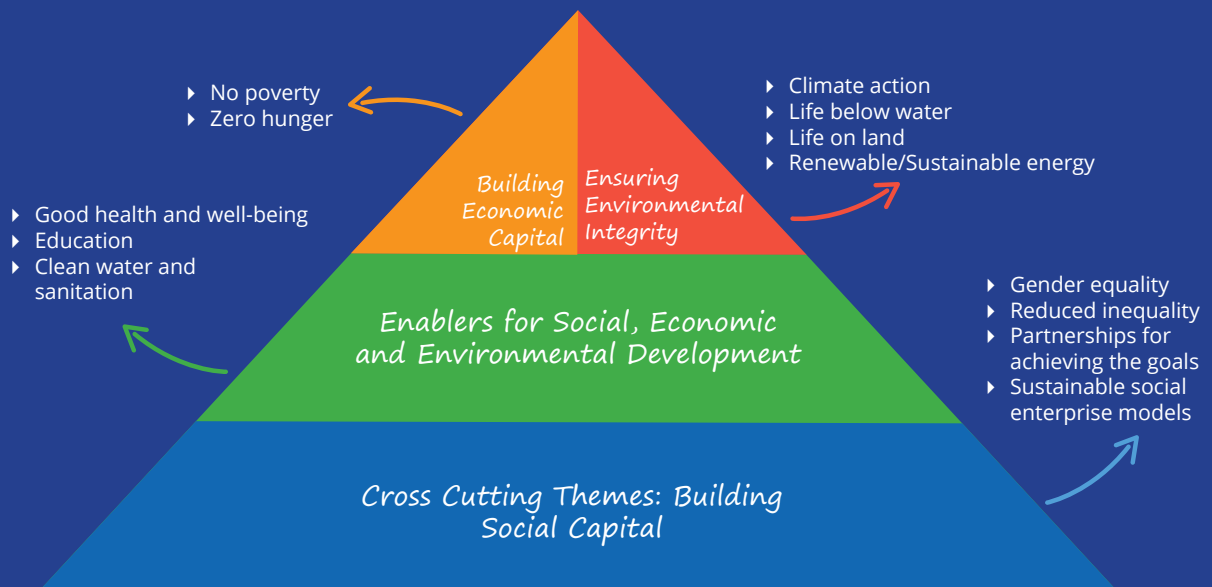 No poverty
Zero hunger
Climate action
Life below water
Life on land
Renewable/Sustainable energy
Building
Economic
Capital
Ensuring
Environmental
Integrity
Good health and well-being
Education
Clean water and
sanitation
Enablers for Social, Economic
and Environmental Development
Gender equality
Reduced inequality
Partnerships for
achieving the goals
Sustainable social
enterprise models
Cross Cutting Themes: Building
Social Capital